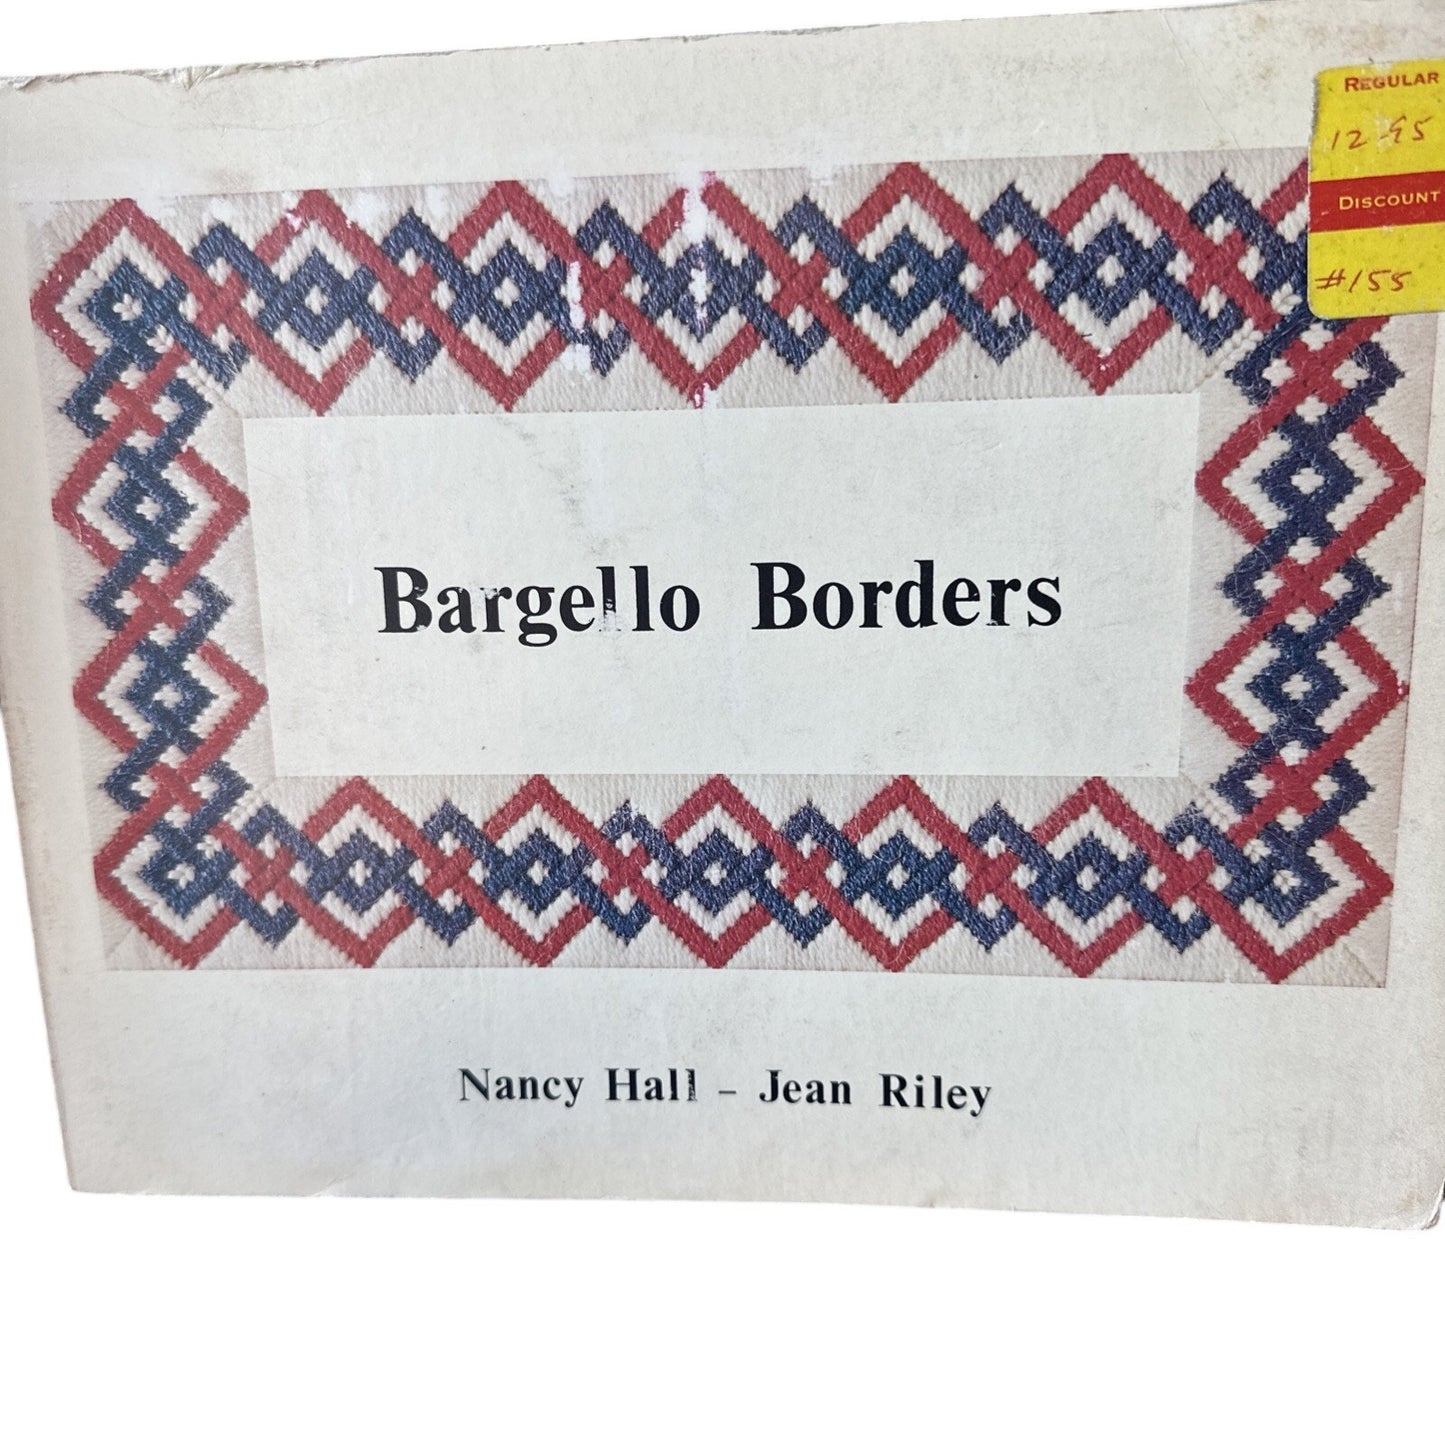 REGULAR
12.95
DISCOUNT
#155
Bargello Borders
Nancy Hall – Jean Riley